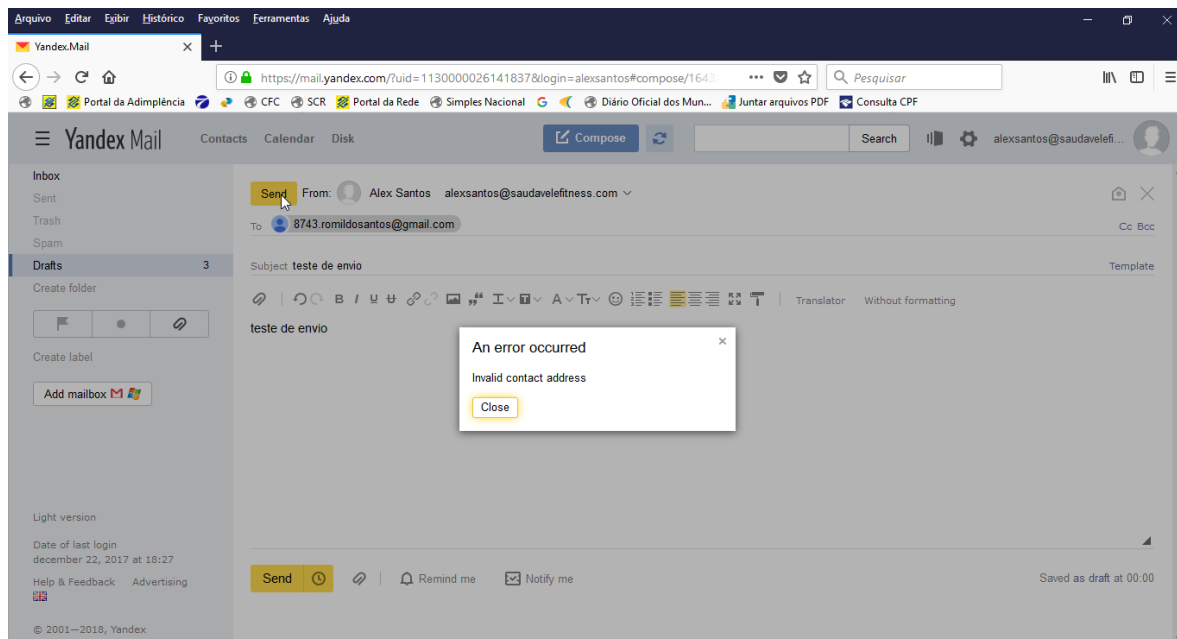 Arquivo Editar Exibir Histórico Favoritos Ferramentas Ajuda
Yandex.Mail
https://mail.yandex.com/?uid=1130000026141837&login=alexsantos#compose/1643
Pesquisar
Portal da Adimplência CFC SCR Portal da Rede Simples Nacional Diário Oficial dos Mun... Juntar arquivos PDF Consulta CPF
Yandex Mail Contacts Calendar Disk Compose Search alexsantos@saudavelefi...
Inbox
Sent
Trash
Spam
Drafts 3
Create folder
Create label
Add mailbox
Light version
Date of last login
december 22, 2017 at 18:27
Help & Feedback Advertising
© 2001—2018, Yandex
Send From: Alex Santos alexsantos@saudavelefitness.com
To 8743.romildosantos@gmail.com Cc Bcc
Subject teste de envio Template
Translator Without formatting
teste de envio
An error occurred
Invalid contact address
Close
Send Remind me Notify me Saved as draft at 00:00